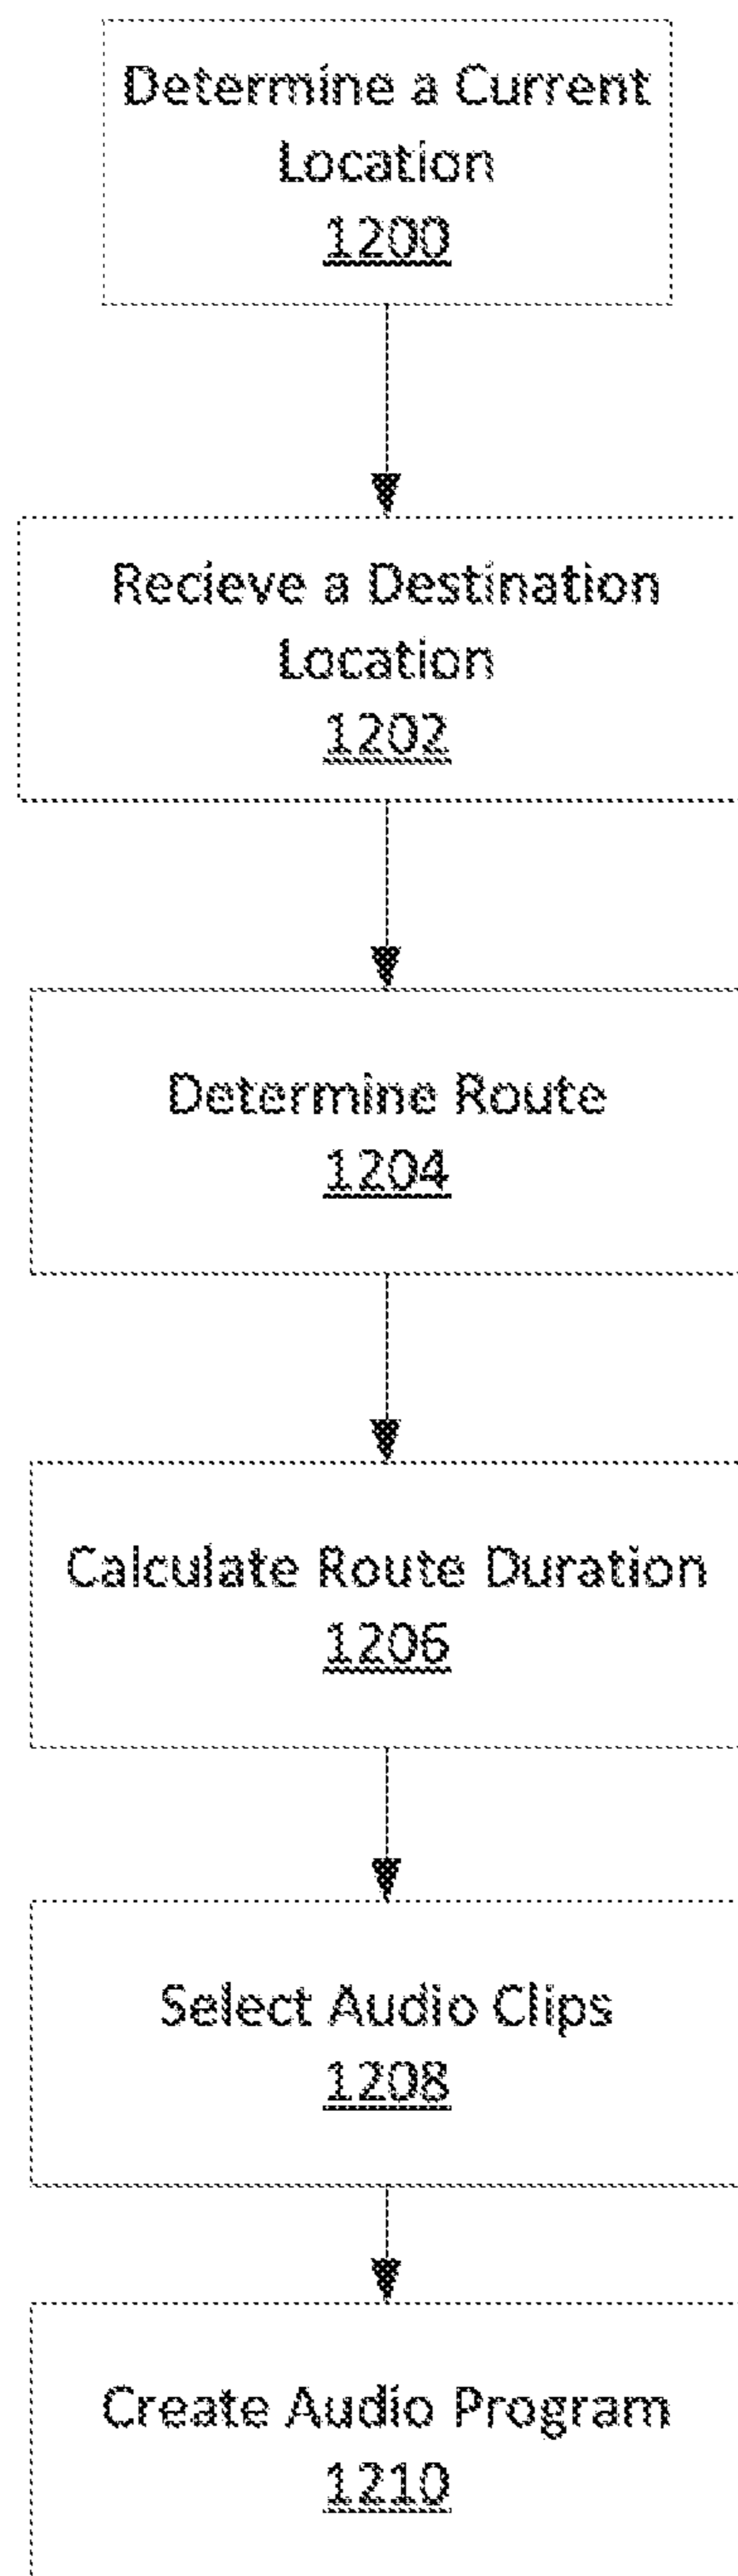 Determine a Current
Location
1200
Recieve a Destination
Location
1202
Determine Route
1204
Calculate Route Duration
1206
Select Audio Clips
1208
Create Audio Program
1210